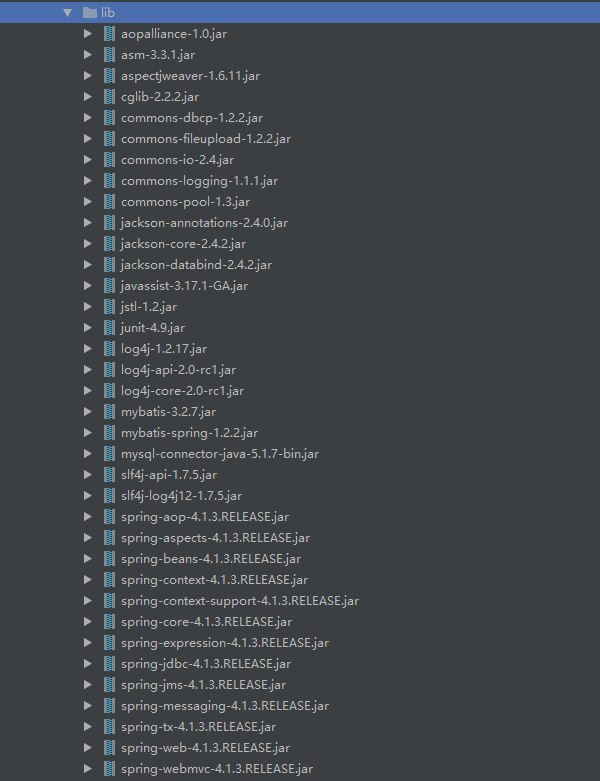 lib
aopalliance-1.0.jar
asm-3.3.1.jar
aspectjweaver-1.6.11.jar
cglib-2.2.2.jar
commons-dbcp-1.2.2.jar
commons-fileupload-1.2.2.jar
commons-io-2.4.jar
commons-logging-1.1.1.jar
commons-pool-1.3.jar
jackson-annotations-2.4.0.jar
jackson-core-2.4.2.jar
jackson-databind-2.4.2.jar
javassist-3.17.1-GA.jar
jstl-1.2.jar
junit-4.9.jar
log4j-1.2.17.jar
log4j-api-2.0-rc1.jar
log4j-core-2.0-rc1.jar
mybatis-3.2.7.jar
mybatis-spring-1.2.2.jar
mysql-connector-java-5.1.7-bin.jar
slf4j-api-1.7.5.jar
slf4j-log4j12-1.7.5.jar
spring-aop-4.1.3.RELEASE.jar
spring-aspects-4.1.3.RELEASE.jar
spring-beans-4.1.3.RELEASE.jar
spring-context-4.1.3.RELEASE.jar
spring-context-support-4.1.3.RELEASE.jar
spring-core-4.1.3.RELEASE.jar
spring-expression-4.1.3.RELEASE.jar
spring-jdbc-4.1.3.RELEASE.jar
spring-jms-4.1.3.RELEASE.jar
spring-messaging-4.1.3.RELEASE.jar
spring-tx-4.1.3.RELEASE.jar
spring-web-4.1.3.RELEASE.jar
spring-webmvc-4.1.3.RELEASE.jar